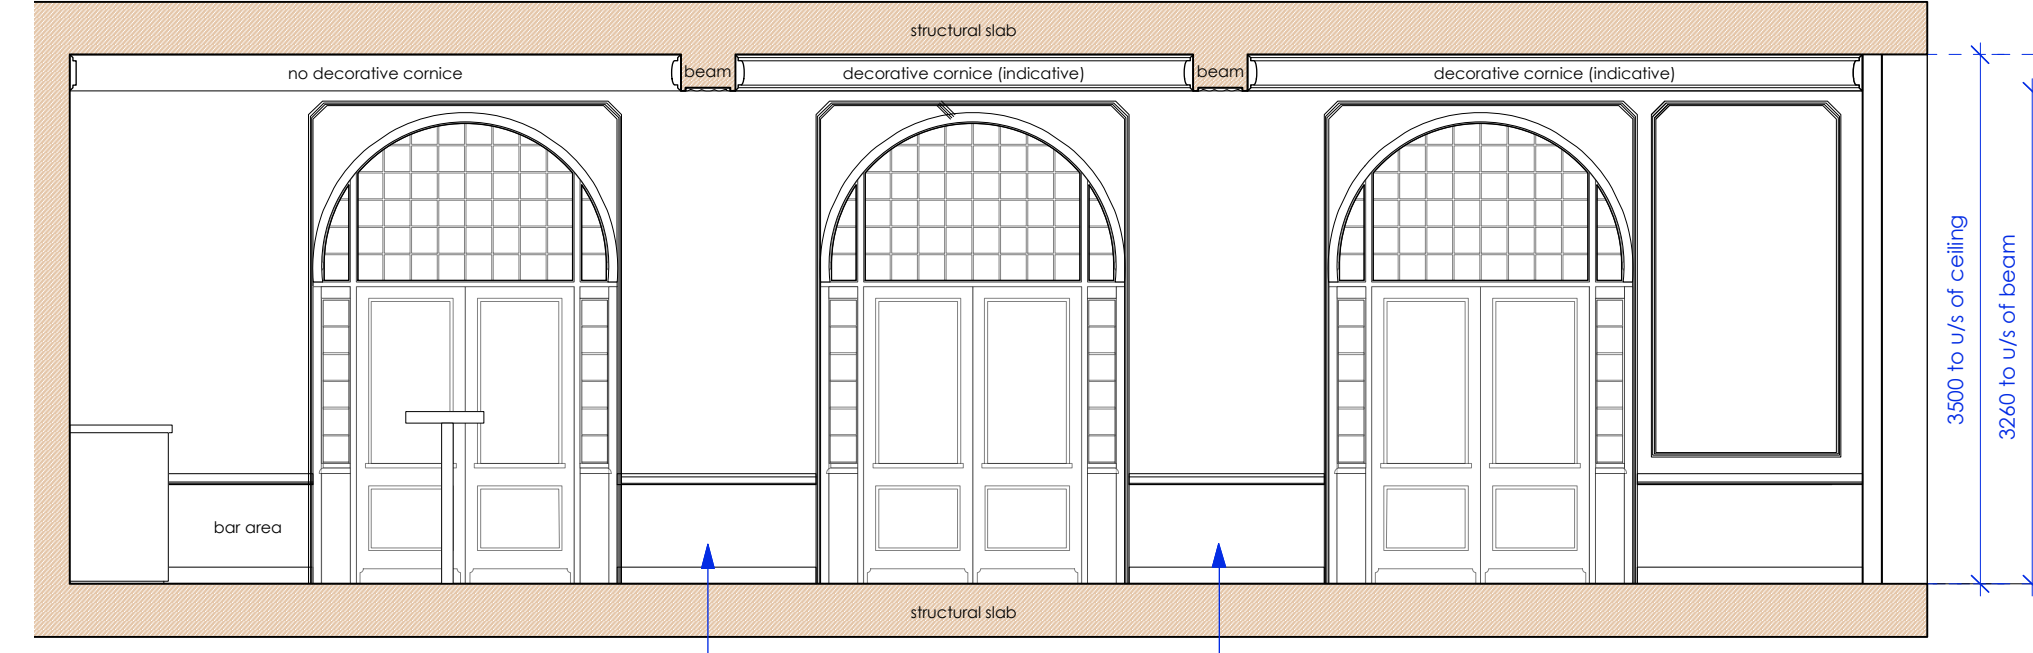 structural slab
no decorative cornice
beam
decorative cornice (indicative)
beam
decorative cornice (indicative)
3500 to u/s of ceiling
3260 to u/s of beam
bar area
structural slab